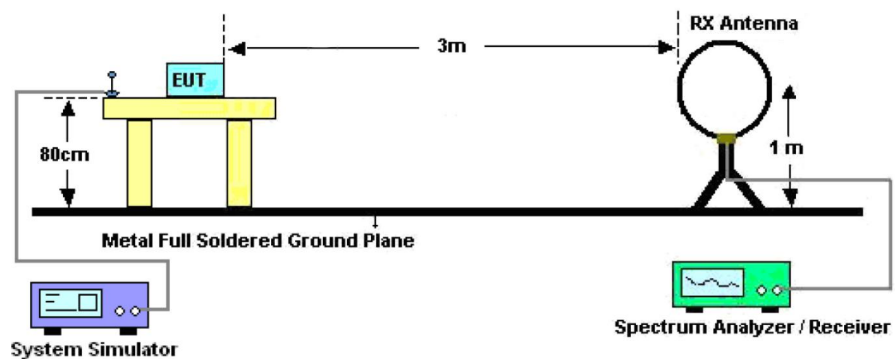 RX Antenna
3m
EUT
80cm
1 m
Metal Full Soldered Ground Plane
System Simulator
Spectrum Analyzer / Receiver